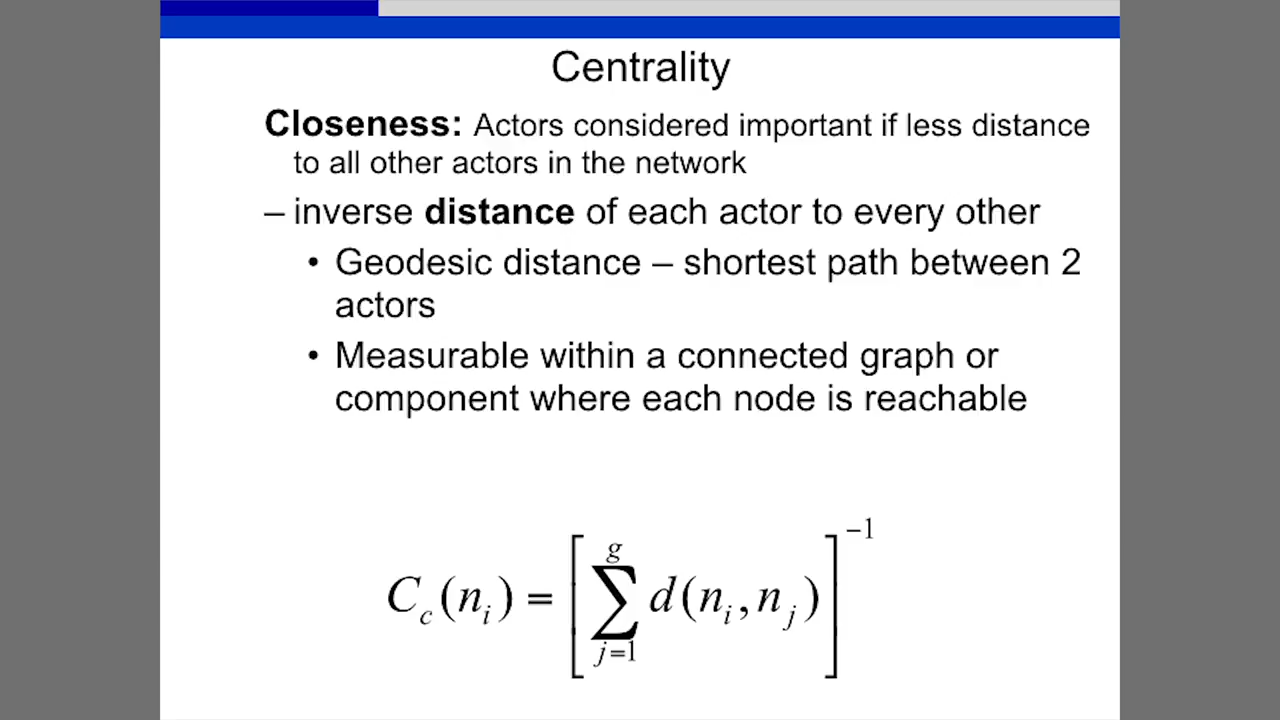 Centrality
Closeness: Actors considered important if less distance
to all other actors in the network
– inverse distance of each actor to every other
• Geodesic distance – shortest path between 2
actors
• Measurable within a connected graph or
component where each node is reachable
C_c(n_i) = [∑_{j=1}^{g} d(n_i, n_j)]^{-1}